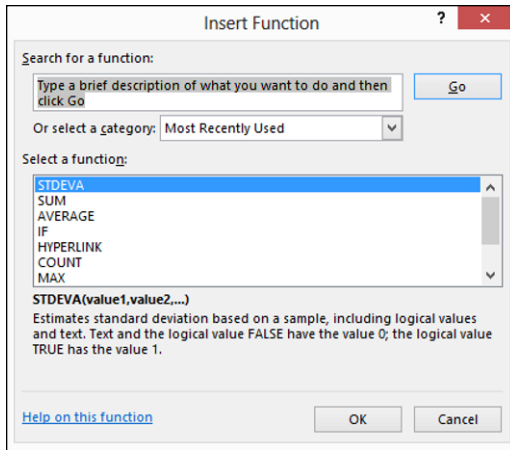 Insert Function
?
Search for a function:
Type a brief description of what you want to do and then
click Go
Go
Or select a category: Most Recently Used
Select a function:
STDEVA
SUM
AVERAGE
IF
HYPERLINK
COUNT
MAX
STDEVA(value1,value2,...)
Estimates standard deviation based on a sample, including logical values
and text. Text and the logical value FALSE have the value 0; the logical value
TRUE has the value 1.
Help on this function
OK
Cancel